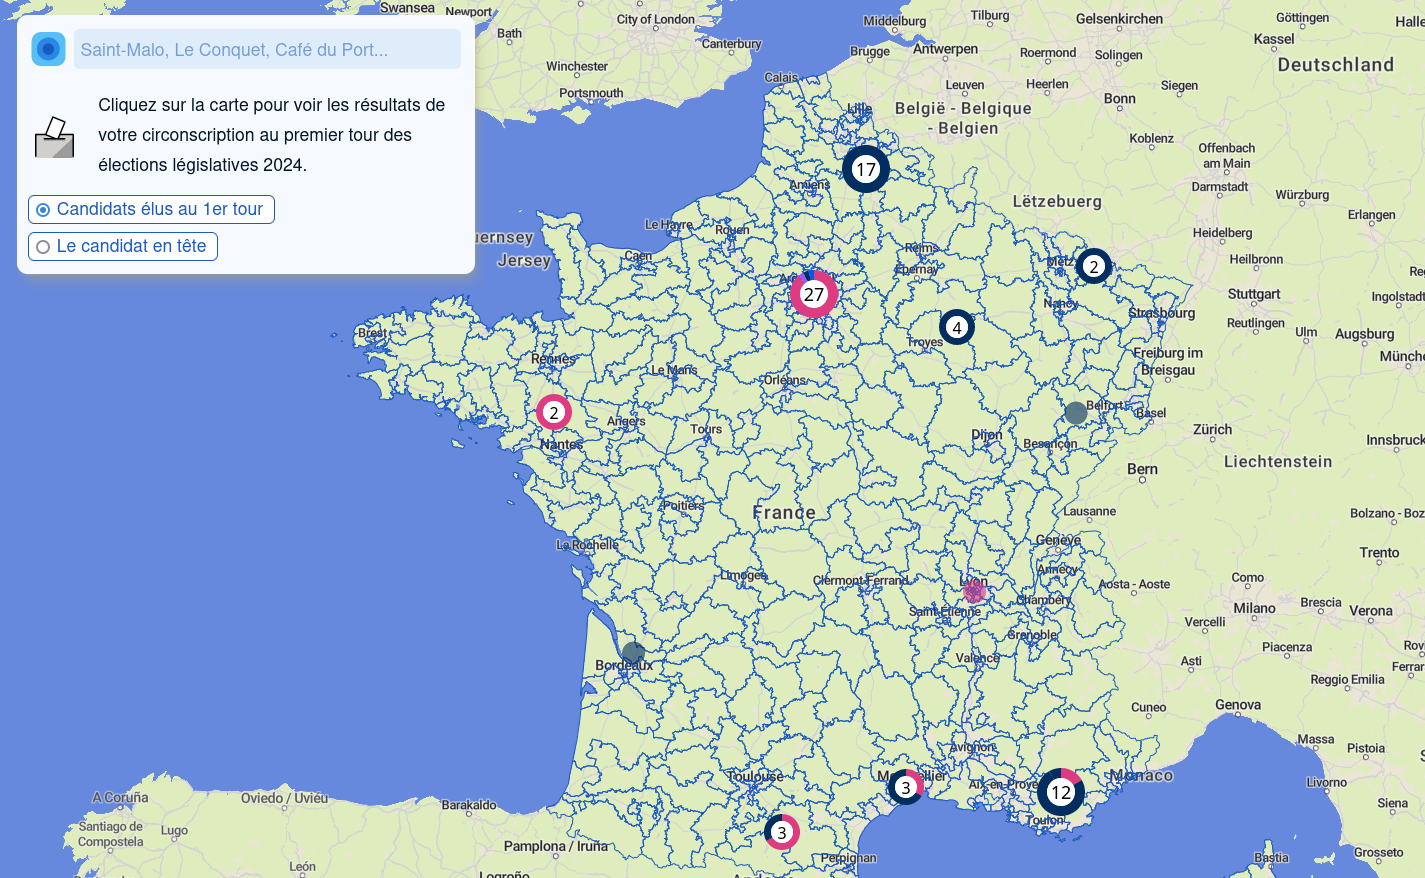 Saint-Malo, Le Conquet, Café du Port...
Cliquez sur la carte pour voir les résultats de
votre circonscription au premier tour des
élections législatives 2024.
Candidats élus au 1er tour
Le candidat en tête
Swansea
Newport
Bath
City of London
Winchester
Canterbury
Portsmouth
Calais
Middelburg
Tilburg
Gelsenkirchen
Göttingen
Halle
Brugge
Antwerpen
Roermond
Solingen
Kassel
Deutschland
Leuven
Heerlen
Siegen
Lille
België - Belgique
- Belgien
Bonn
Koblenz
Offenbach
am Main
17
Amiens
Darmstadt
Würzburg
Lëtzebuerg
Erlangen
Le Havre
Rouen
Heidelberg
uernsey
Jersey
Caen
Reims
Épernay
Metz
2
Heilbronn
27
Nancy
Stuttgart
Ingolstadt
Strasbourg
Reutlingen
Ulm
Augsburg
4
Troyes
Brest
Rennes
Le Mans
Orléans
Freiburg im
Breisgau
Münche
2
Angers
Tours
Belfort
Basel
Nantes
Dijon
Besançon
Zürich
Innsbruck
Bern
Liechtenstein
Poitiers
France
Lausanne
Bolzano - Boz
La Rochelle
Genève
Trento
Limoges
Clermont-Ferrand
Lyon
Annecy
Aosta - Aoste
Como
Saint-Étienne
Chambéry
Milano
Brescia
Verona
Vercelli
Grenoble
Bordeaux
Valence
Asti
Piacenza
Ferrar
Reggio Emilia
Cuneo
Genova
Avignon
Massa
Pistoia
Toulouse
3
12
Monaco
Livorno
Siena
Toulon
3
Perpignan
Bastia
Grosseto
A Coruña
Oviedo / Uviéu
Barakaldo
Santiago de
Compostela
Lugo
León
Pamplona / Iruña
Logroño